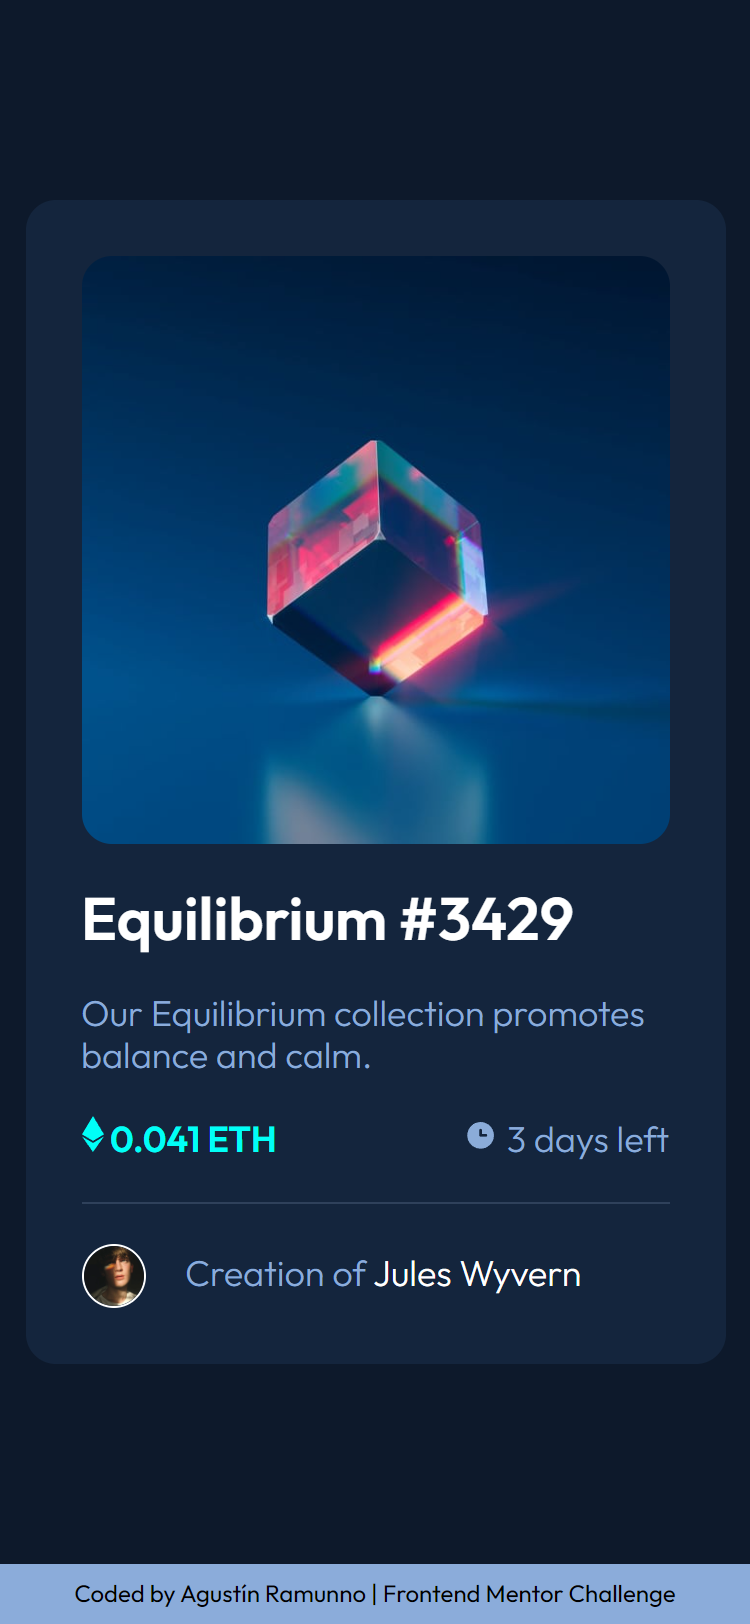 Equilibrium #3429
Our Equilibrium collection promotes
balance and calm.
0.041 ETH 3 days left
Creation of Jules Wyvern
Coded by Agustín Ramunno | Frontend Mentor Challenge